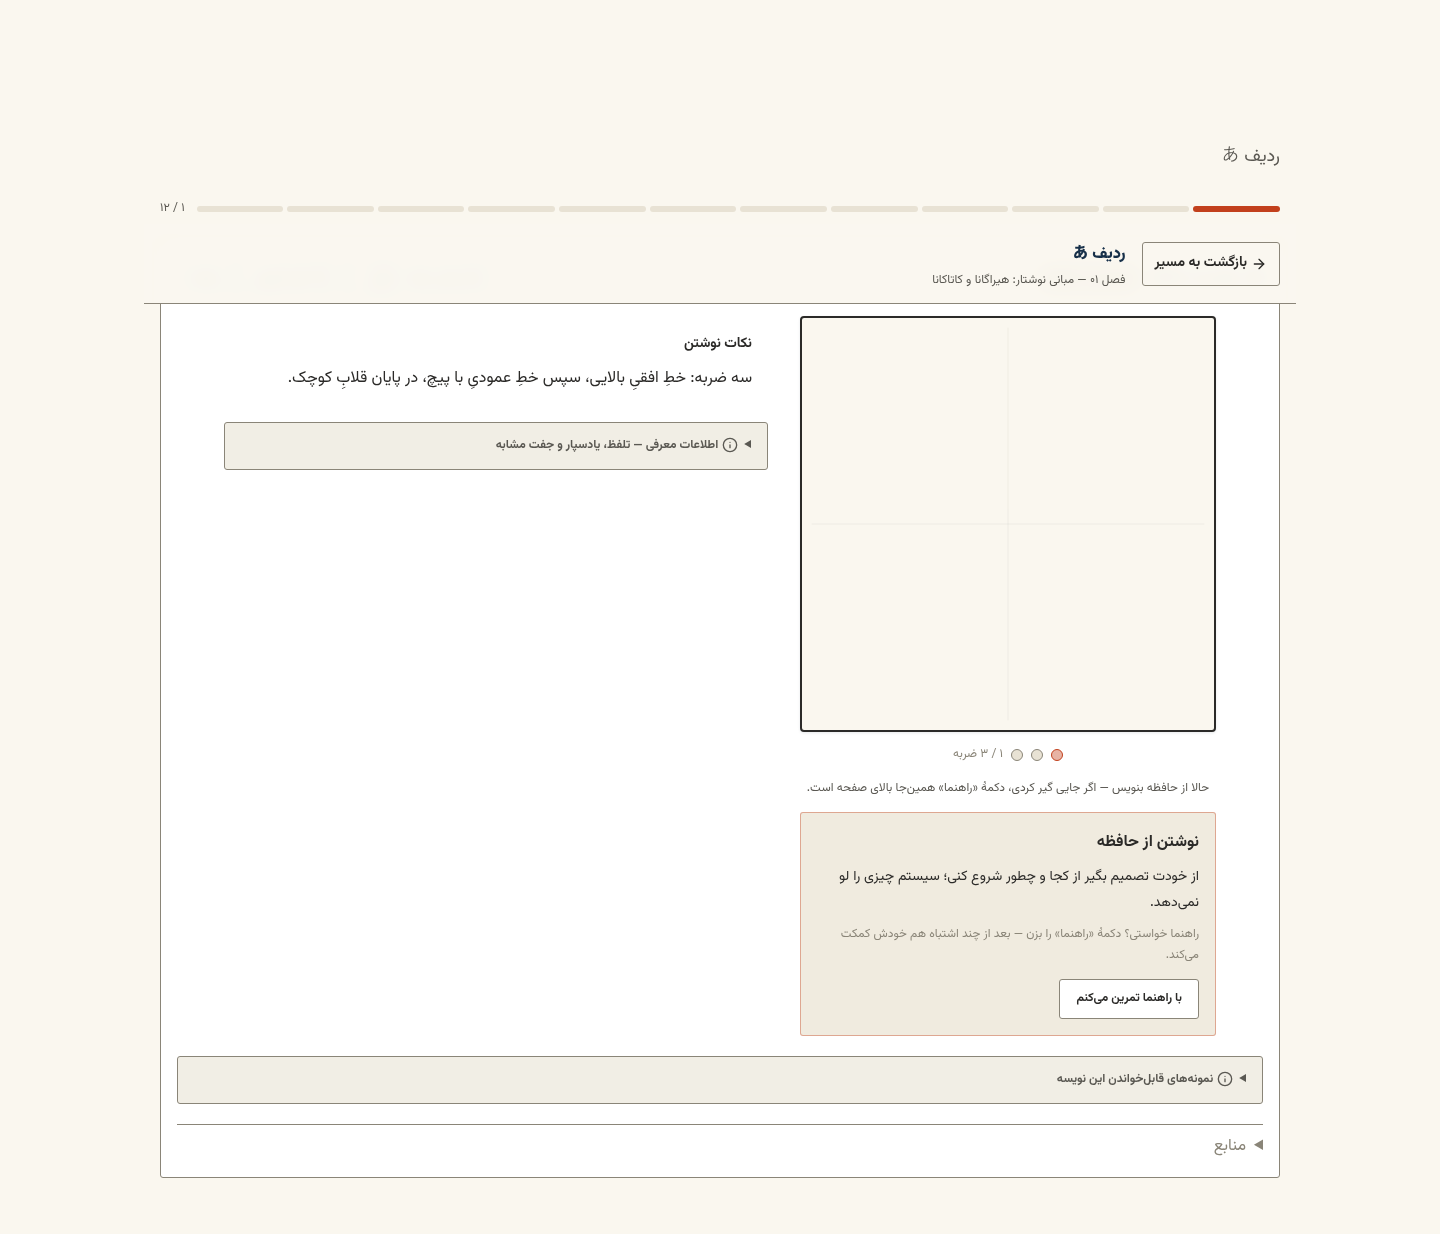 ردیف あ
۱ / ۱۲
بازگشت به مسیر
ردیف あ
فصل ۰۱ — مبانی نوشتار: هیراگانا و کاتاکانا
نکات نوشتن
سه ضربه: خطِ افقیِ بالایی، سپس خطِ عمودیِ با پیچ، در پایان قلابِ کوچک.
اطلاعات معرفی — تلفظ، یادسپار و جفت مشابه
۱ / ۳ ضربه
حالا از حافظه بنویس — اگر جایی گیر کردی، دکمهٔ «راهنما» همین‌جا بالای صفحه است.
نوشتن از حافظه
از خودت تصمیم بگیر از کجا و چطور شروع کنی؛ سیستم چیزی را لو
نمی‌دهد.
راهنما خواستی؟ دکمهٔ «راهنما» را بزن — بعد از چند اشتباه هم خودش کمکت
می‌کند.
با راهنما تمرین می‌کنم
نمونه‌های قابل‌خواندن این نویسه
منابع